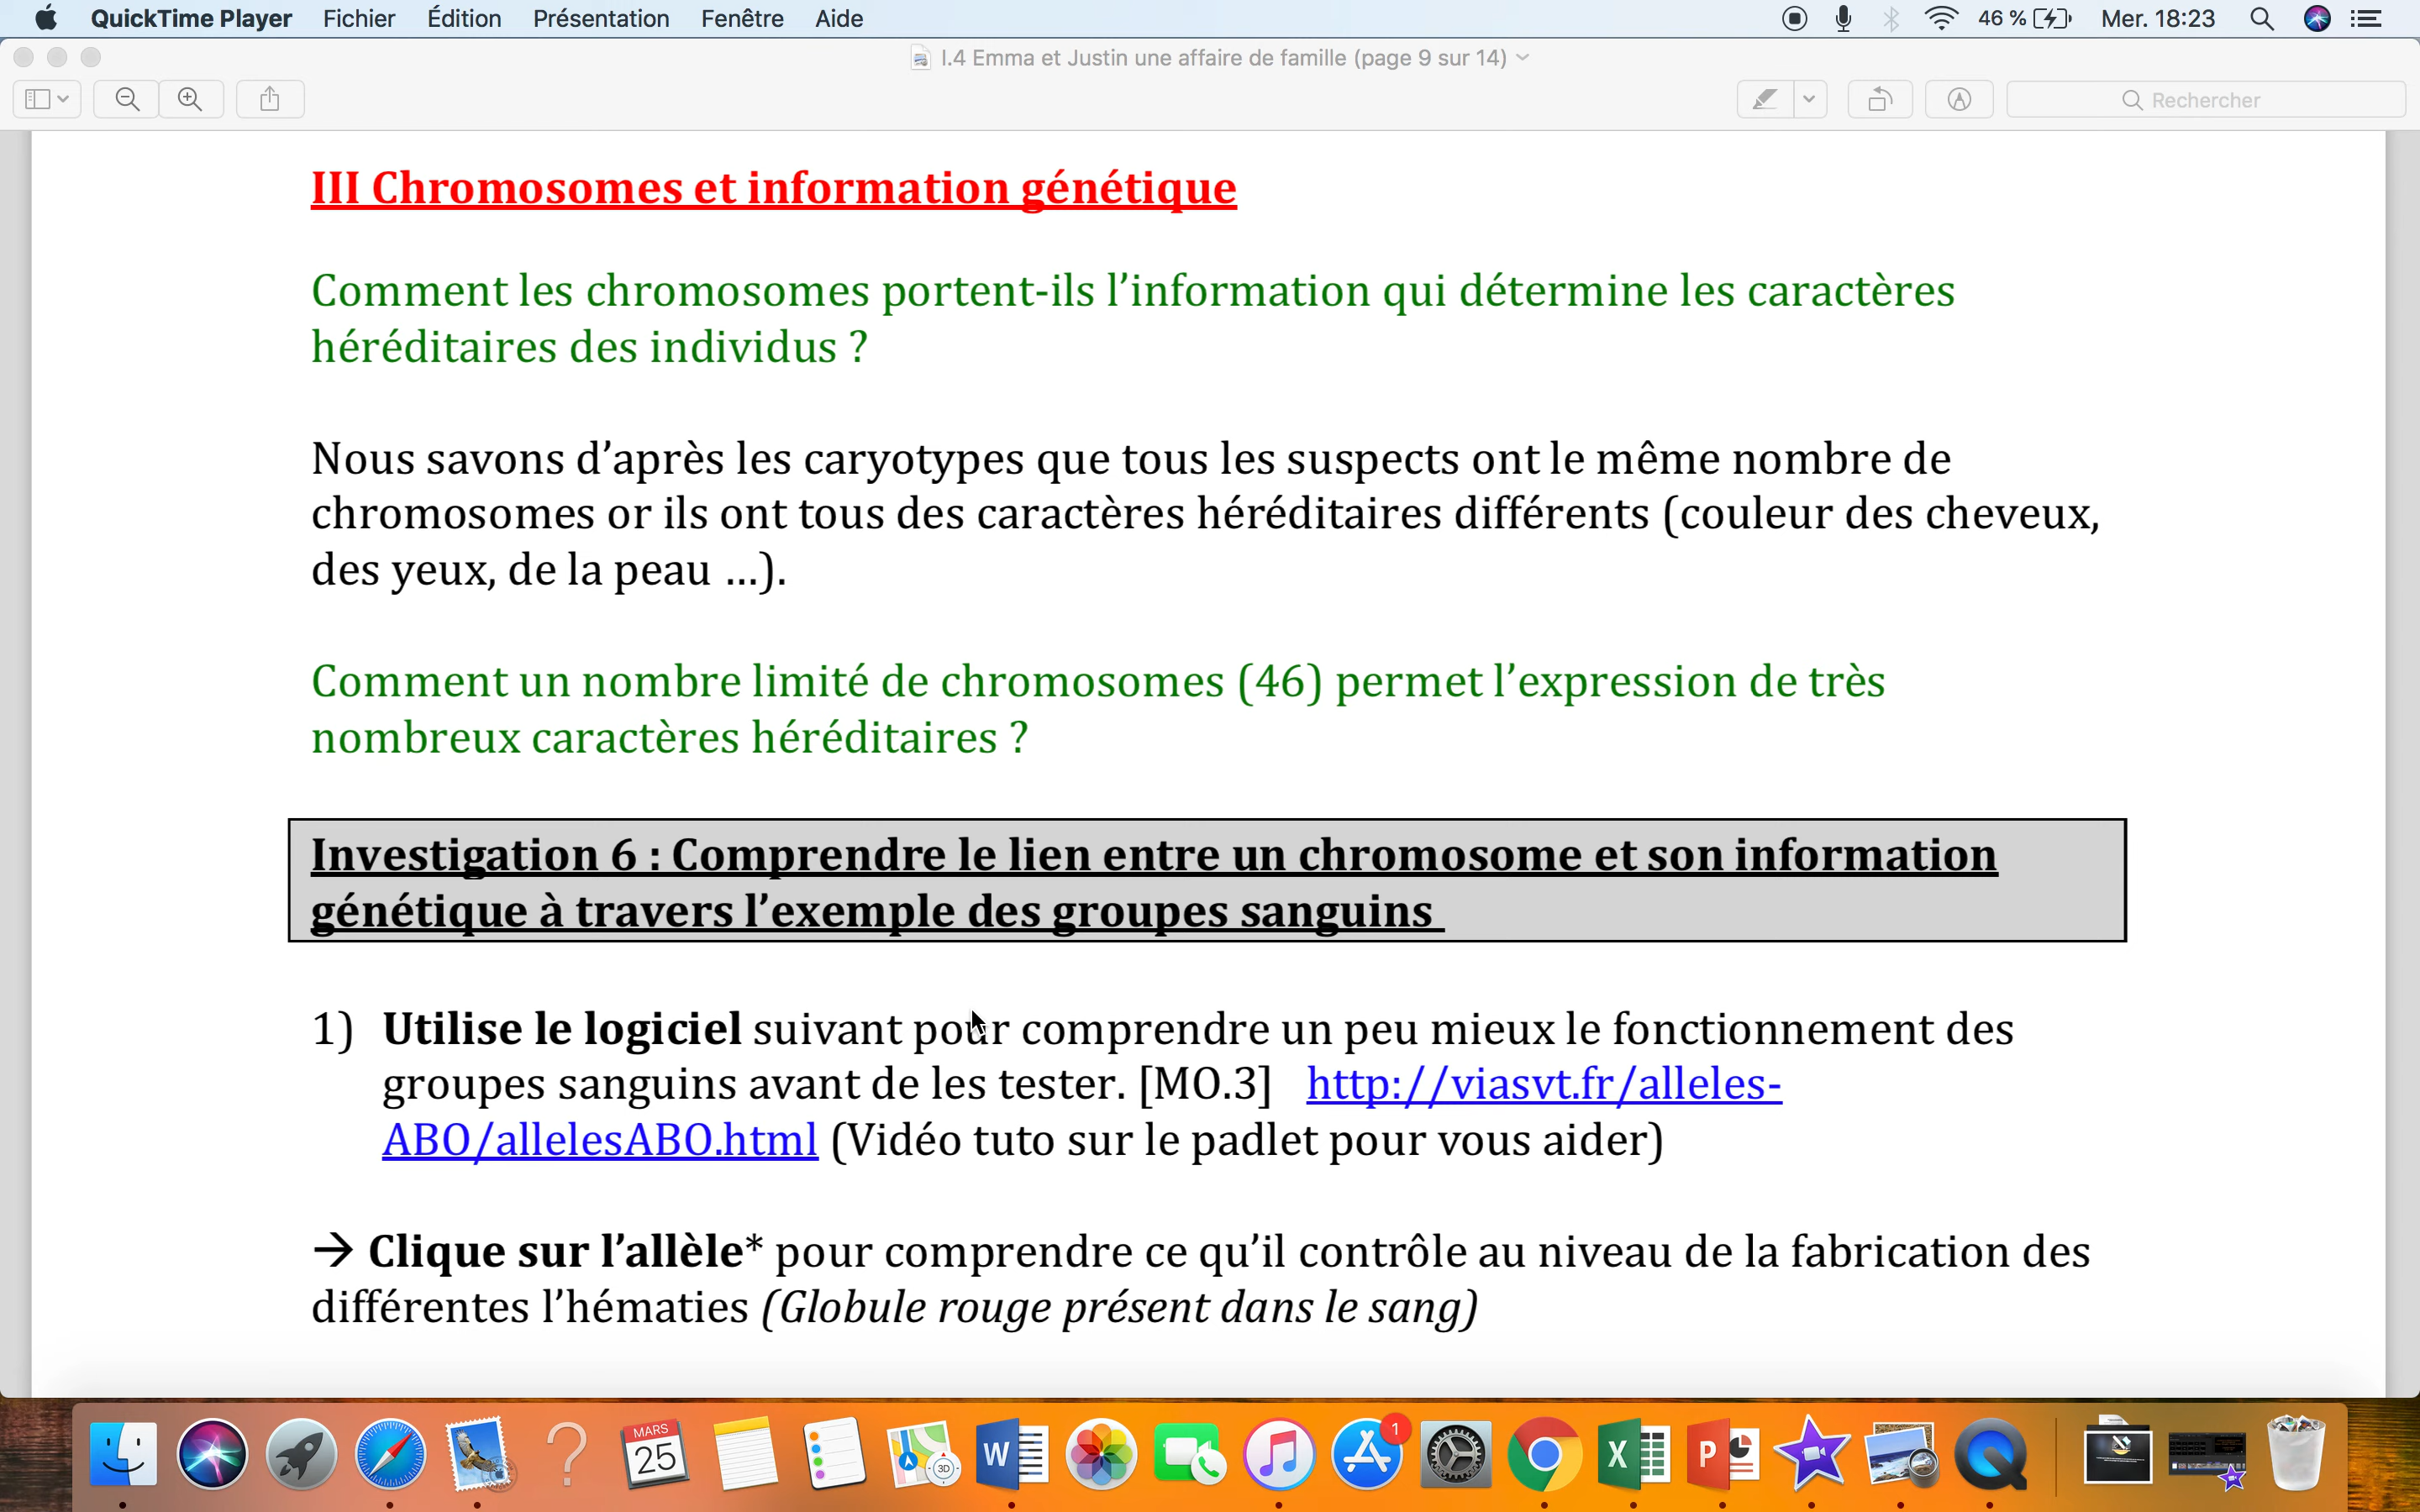 QuickTime Player Fichier Édition Présentation Fenêtre Aide 46 % Mer. 18:23
I.4 Emma et Justin une affaire de famille (page 9 sur 14)
Rechercher
III Chromosomes et information génétique
Comment les chromosomes portent-ils l’information qui détermine les caractères
héréditaires des individus ?
Nous savons d’après les caryotypes que tous les suspects ont le même nombre de
chromosomes or ils ont tous des caractères héréditaires différents (couleur des cheveux,
des yeux, de la peau …).
Comment un nombre limité de chromosomes (46) permet l’expression de très
nombreux caractères héréditaires ?
Investigation 6 : Comprendre le lien entre un chromosome et son information
génétique à travers l’exemple des groupes sanguins
1) Utilise le logiciel suivant pour comprendre un peu mieux le fonctionnement des
groupes sanguins avant de les tester. [MO.3] http://viasvt.fr/alleles-
ABO/allelesABO.html (Vidéo tuto sur le padlet pour vous aider)
→ Clique sur l’allèle* pour comprendre ce qu’il contrôle au niveau de la fabrication des
différentes l’hématies (Globule rouge présent dans le sang)
MARS
25
3D
W
1
X
P